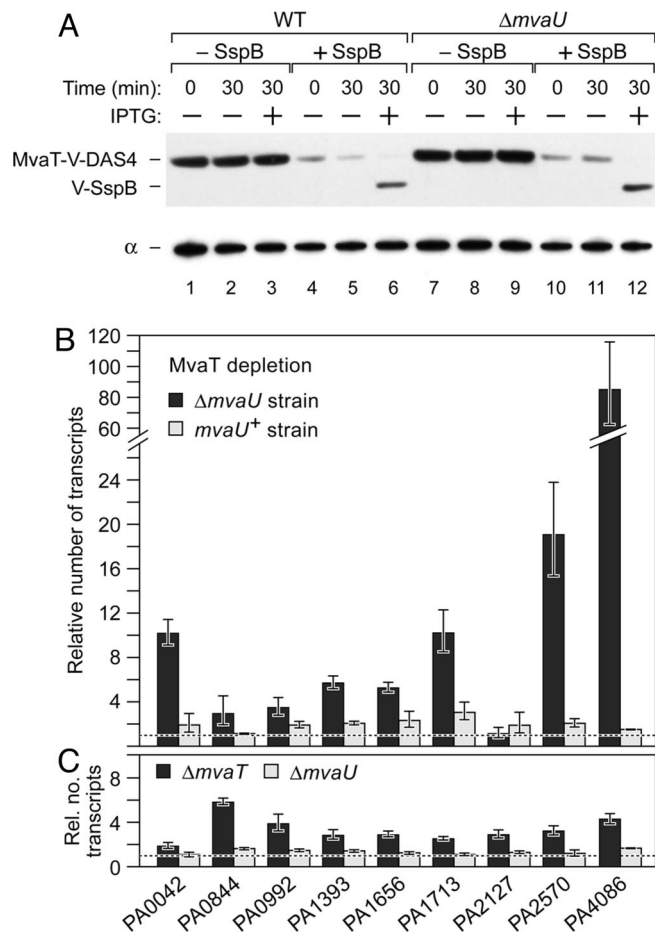 A
WT ΔmvaU
– SspB + SspB – SspB + SspB
Time (min): 0 30 30 0 30 30 0 30 30 0 30 30
IPTG: – – + – – + – – + – – +
MvaT-V-DAS4 –
V-SspB –
α –
1 2 3 4 5 6 7 8 9 10 11 12
B
Relative number of transcripts
120
100
80
60
24
20
16
12
8
4
MvaT depletion
ΔmvaU strain
mvaU+ strain
C
Rel. no.
transcripts
8
4
0
ΔmvaT ΔmvaU
PA0042 PA0844 PA0992 PA1393 PA1656 PA1713 PA2127 PA2570 PA4086